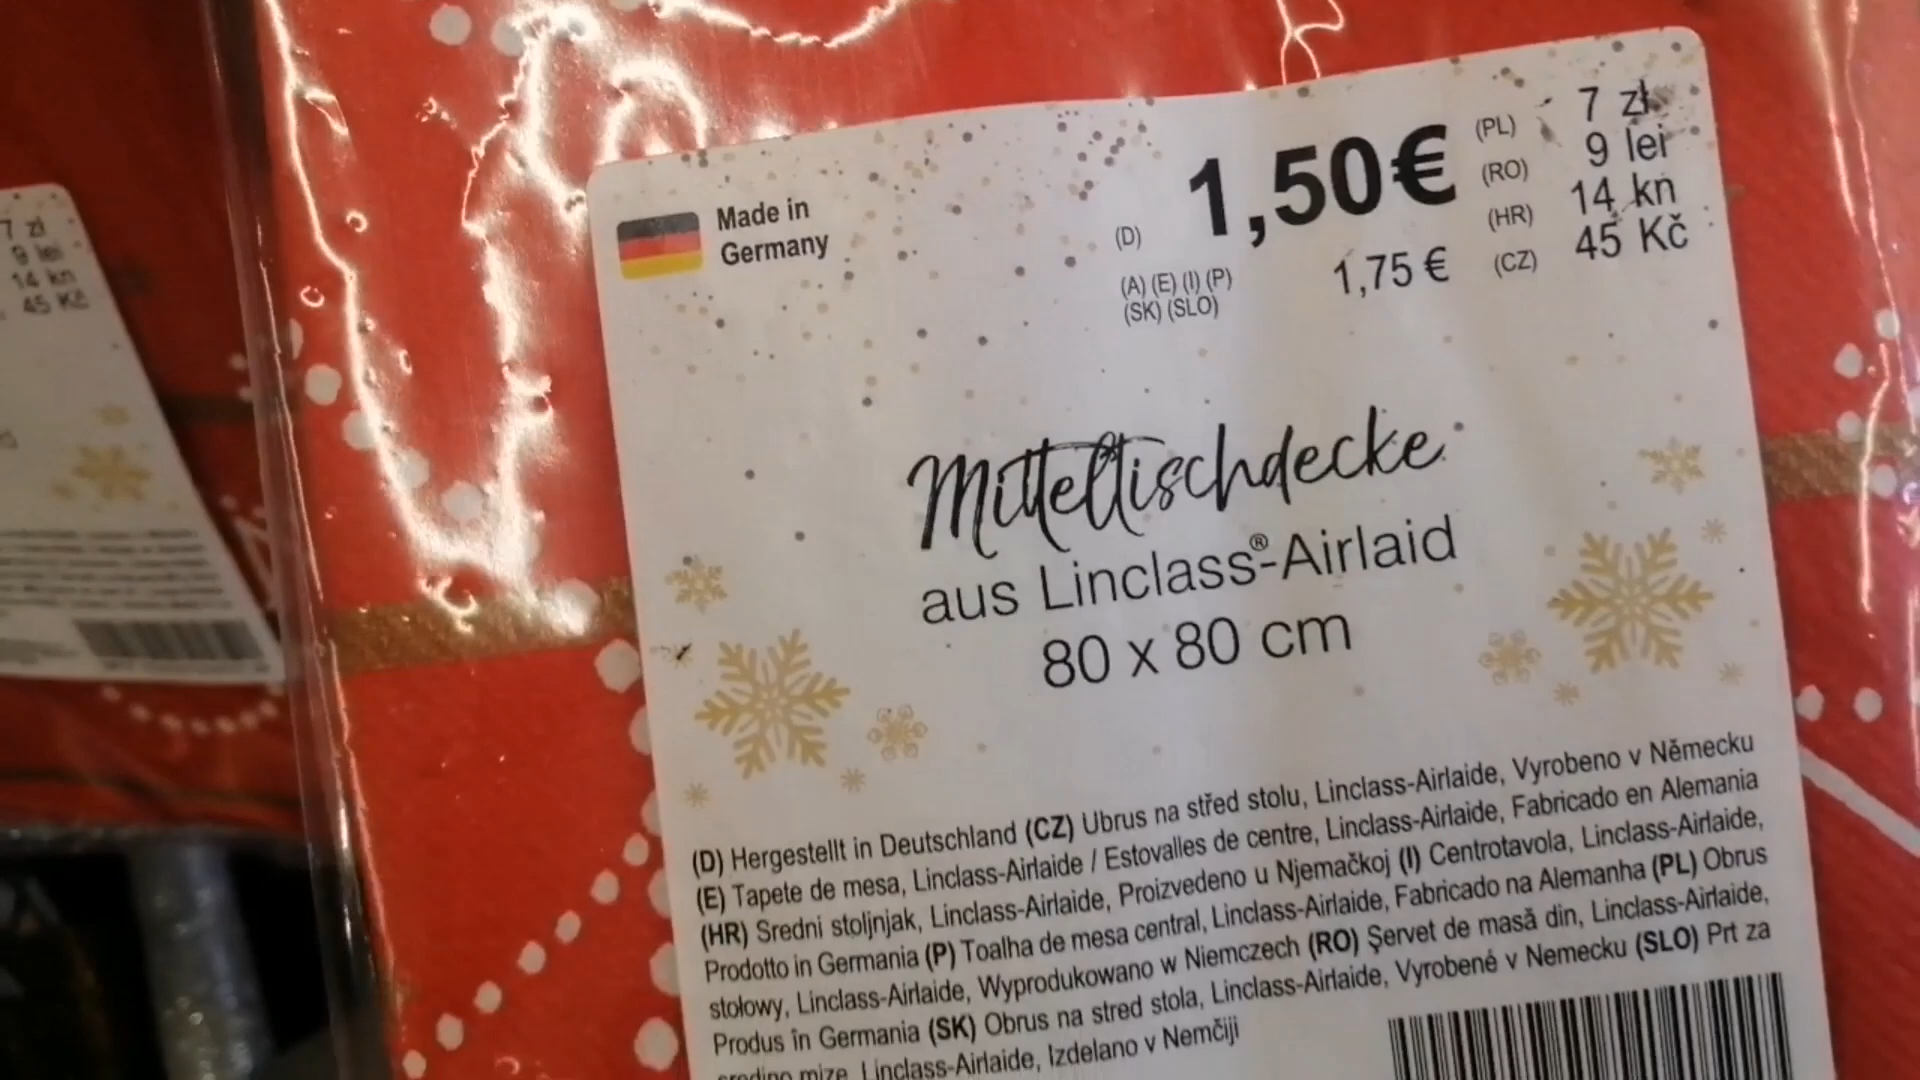 Made in
Germany
(D) 1,50€
(A) (E) (I) (P)
(SK) (SLO) 1,75 €
(PL) 7 zł
(RO) 9 lei
(HR) 14 kn
(CZ) 45 Kč
Mitteltischdecke
aus Linclass®-Airlaid
80 x 80 cm
(D) Hergestellt in Deutschland (CZ) Ubrus na střed stolu, Linclass-Airlaide, Vyrobeno v Německu
(E) Tapete de mesa, Linclass-Airlaide / Estovalles de centre, Linclass-Airlaide, Fabricado en Alemania
(HR) Sredni stoljnjak, Linclass-Airlaide, Proizvedeno u Njemačkoj (I) Centrotavola, Linclass-Airlaide,
Prodotto in Germania (P) Toalha de mesa central, Linclass-Airlaide, Fabricado na Alemanha (PL) Obrus
stołowy, Linclass-Airlaide, Wyprodukowano w Niemczech (RO) Şervet de masă din, Linclass-Airlaide,
Produs în Germania (SK) Obrus na stred stola, Linclass-Airlaide, Vyrobené v Nemecku (SLO) Prt za
sredino mize, Linclass-Airlaide, Izdelano v Nemčiji
7 zł
9 lei
14 kn
45 Kč